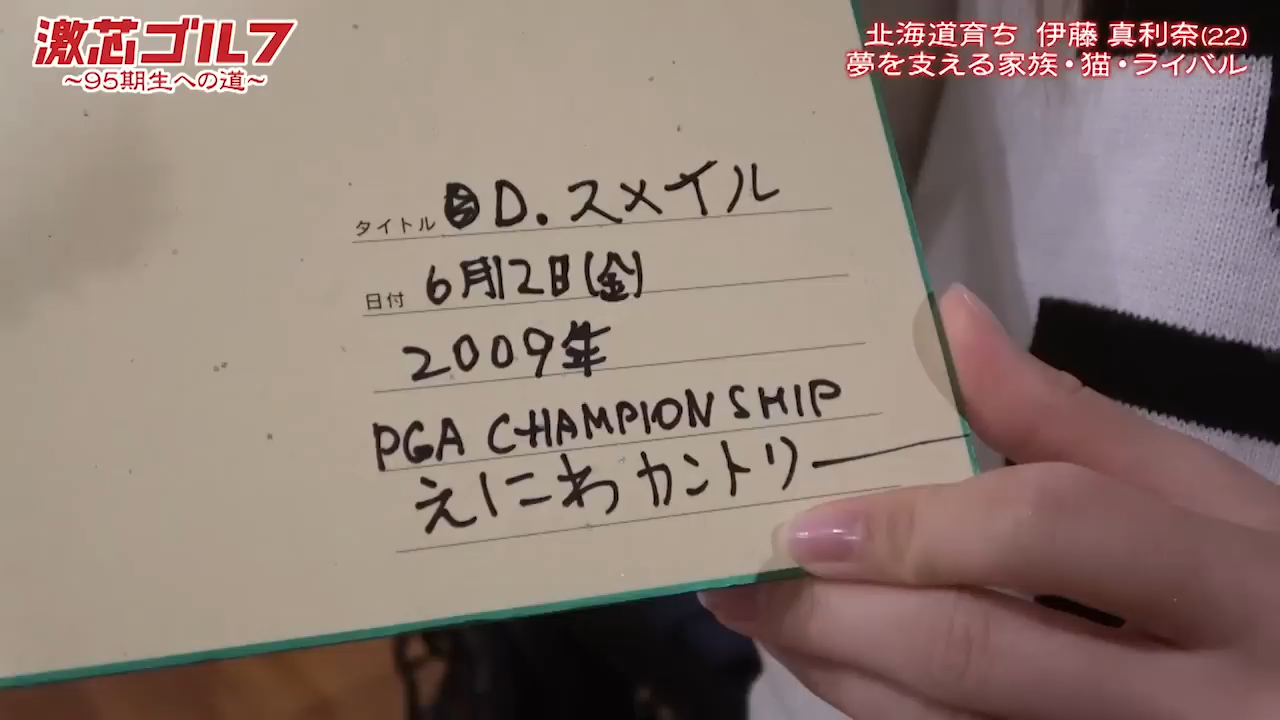 激芯ゴルフ
～95期生への道～
北海道育ち 伊藤 真利奈(22)
夢を支える家族・猫・ライバル
タイトル D. スメイル
日付 6月12日(金)
2009年
PGA CHAMPIONSHIP
えにわカントリー